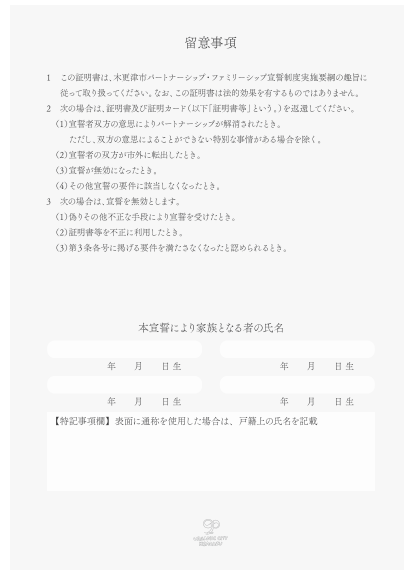 留意事項
1　この証明書は、木更津市パートナーシップ・ファミリーシップ宣誓制度実施要綱の趣旨に
従って取り扱ってください。なお、この証明書は法的効果を有するものではありません。
2　次の場合は、証明書及び証明カード（以下「証明書等」という。）を返還してください。
（1）宣誓者双方の意思によりパートナーシップが解消されたとき。
ただし、双方の意思によることができない特別な事情がある場合を除く。
（2）宣誓者の双方が市外に転出したとき。
（3）宣誓が無効になったとき。
（4）その他宣誓の要件に該当しなくなったとき。
3　次の場合は、宣誓を無効とします。
（1）偽りその他不正な手段により宣誓を受けたとき。
（2）証明書等を不正に利用したとき。
（3）第3条各号に掲げる要件を満たさなくなったと認められるとき。
本宣誓により家族となる者の氏名
年　月　日生　年　月　日生
年　月　日生　年　月　日生
【特記事項欄】表面に通称を使用した場合は、戸籍上の氏名を記載